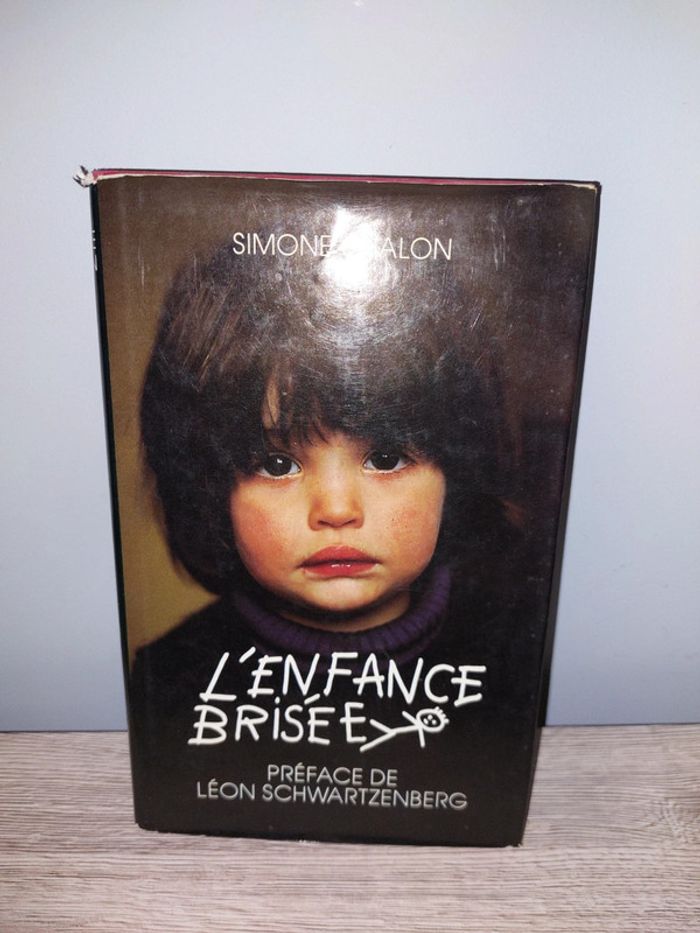 SIMONE
L'ENFANCE
BRISÉE
PRÉFACE DE
LÉON SCHWARTZENBERG